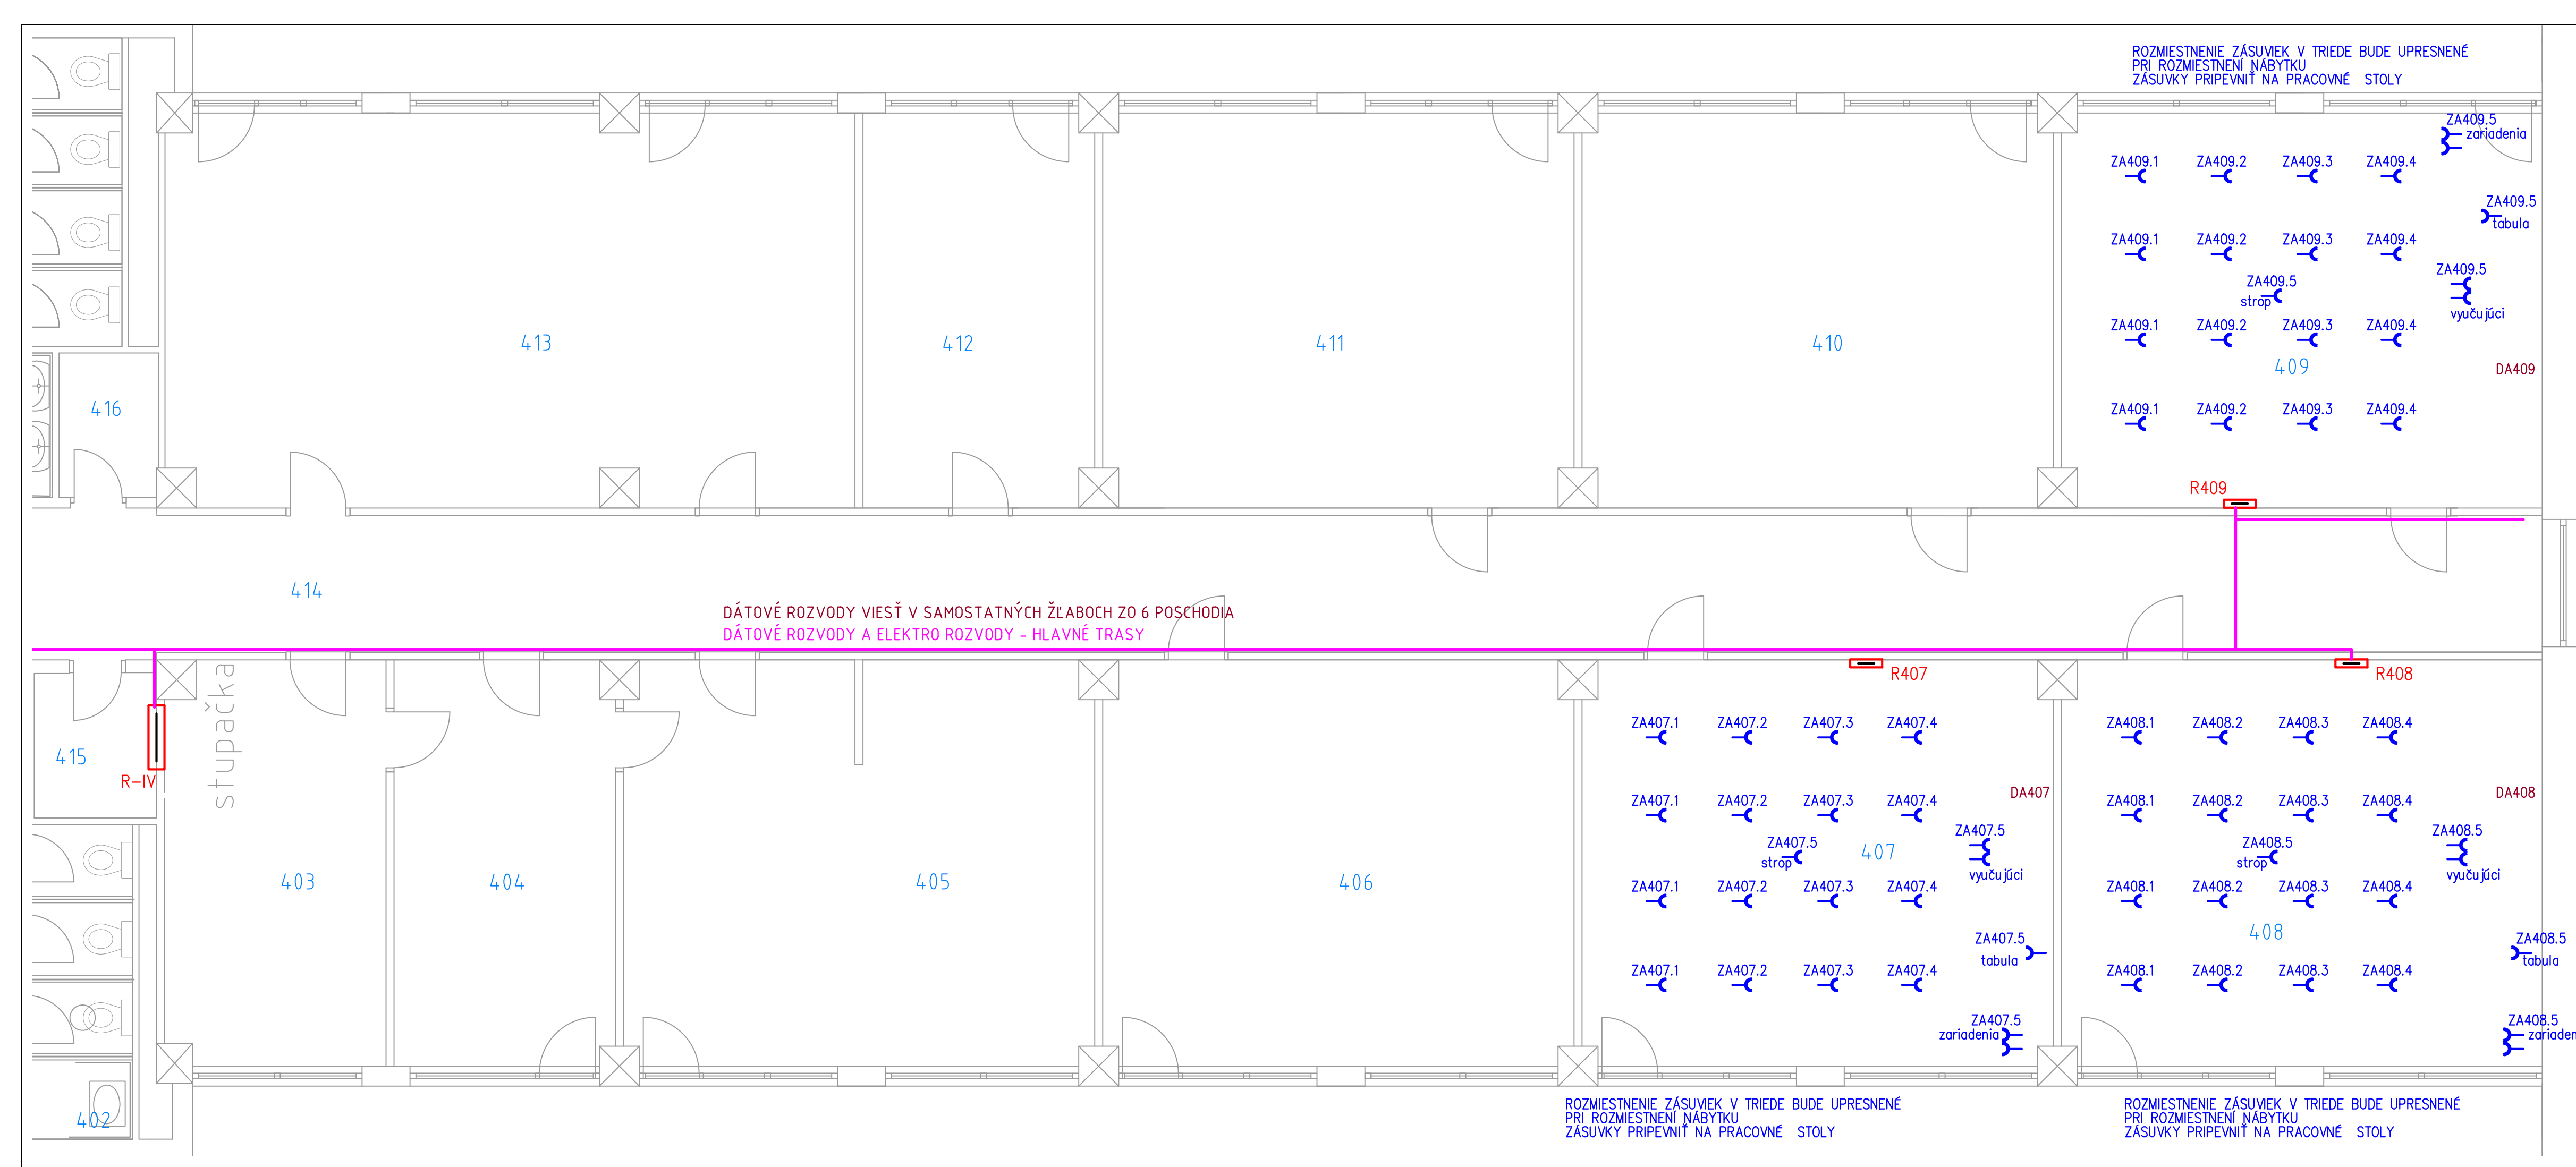 ROZMIESTNENIE ZÁSUVIEK V TRIEDE BUDE UPRESNENÉ
PRI ROZMIESTNENÍ NÁBYTKU
ZÁSUVKY PRIPEVNIŤ NA PRACOVNÉ STOLY
ZA409.5
zariadenia
ZA409.1 ZA409.2 ZA409.3 ZA409.4
ZA409.5
tabula
ZA409.1 ZA409.2 ZA409.3 ZA409.4
ZA409.5
strop
ZA409.5
vyučujúci
ZA409.1 ZA409.2 ZA409.3 ZA409.4
413
412
411
410
409
DA409
416
ZA409.1 ZA409.2 ZA409.3 ZA409.4
R409
414
DÁTOVÉ ROZVODY VIESŤ V SAMOSTATNÝCH ŽĽABOCH ZO 6 POSCHODIA
DÁTOVÉ ROZVODY A ELEKTRO ROZVODY - HLAVNÉ TRASY
R407
R408
stupačka
415
R-IV
ZA407.1 ZA407.2 ZA407.3 ZA407.4
ZA408.1 ZA408.2 ZA408.3 ZA408.4
DA407
DA408
ZA407.1 ZA407.2 ZA407.3 ZA407.4
ZA408.1 ZA408.2 ZA408.3 ZA408.4
ZA407.5
strop
407
ZA407.5
vyučujúci
ZA408.5
strop
ZA408.5
vyučujúci
403
404
405
406
ZA407.1 ZA407.2 ZA407.3 ZA407.4
ZA408.1 ZA408.2 ZA408.3 ZA408.4
408
ZA407.5
tabula
ZA408.5
tabula
ZA407.1 ZA407.2 ZA407.3 ZA407.4
ZA408.1 ZA408.2 ZA408.3 ZA408.4
ZA407.5
zariadenia
ZA408.5
zariaden
402
ROZMIESTNENIE ZÁSUVIEK V TRIEDE BUDE UPRESNENÉ
PRI ROZMIESTNENÍ NÁBYTKU
ZÁSUVKY PRIPEVNIŤ NA PRACOVNÉ STOLY
ROZMIESTNENIE ZÁSUVIEK V TRIEDE BUDE UPRESNENÉ
PRI ROZMIESTNENÍ NÁBYTKU
ZÁSUVKY PRIPEVNIŤ NA PRACOVNÉ STOLY